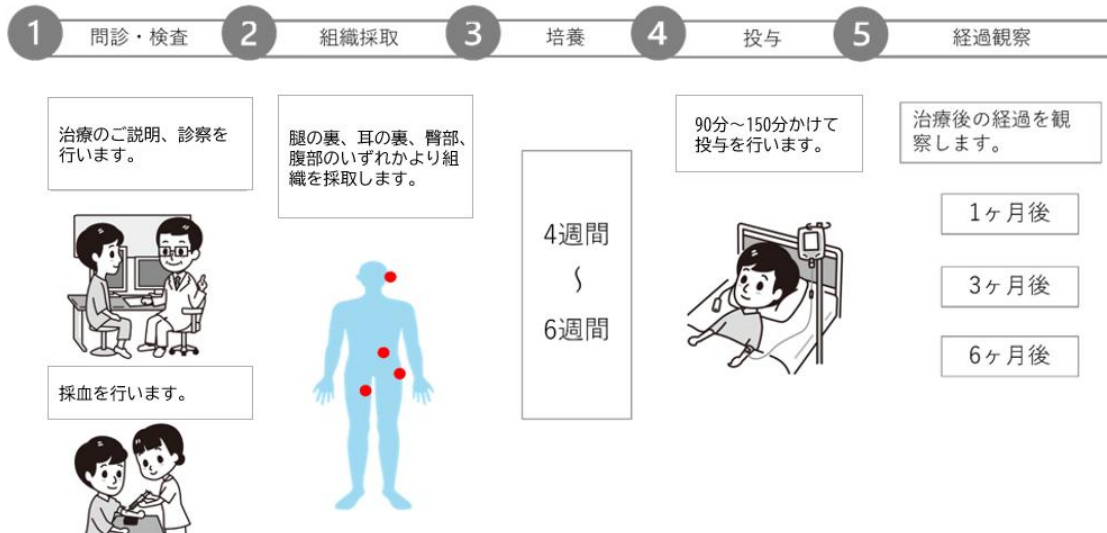 1 問診・検査 2 組織採取 3 培養 4 投与 5 経過観察
治療のご説明、診察を
行います。
採血を行います。
腿の裏、耳の裏、臀部、
腹部のいずれかより組
織を採取します。
4週間
〜
6週間
90分〜150分かけて
投与を行います。
治療後の経過を観
察します。
1ヶ月後
3ヶ月後
6ヶ月後